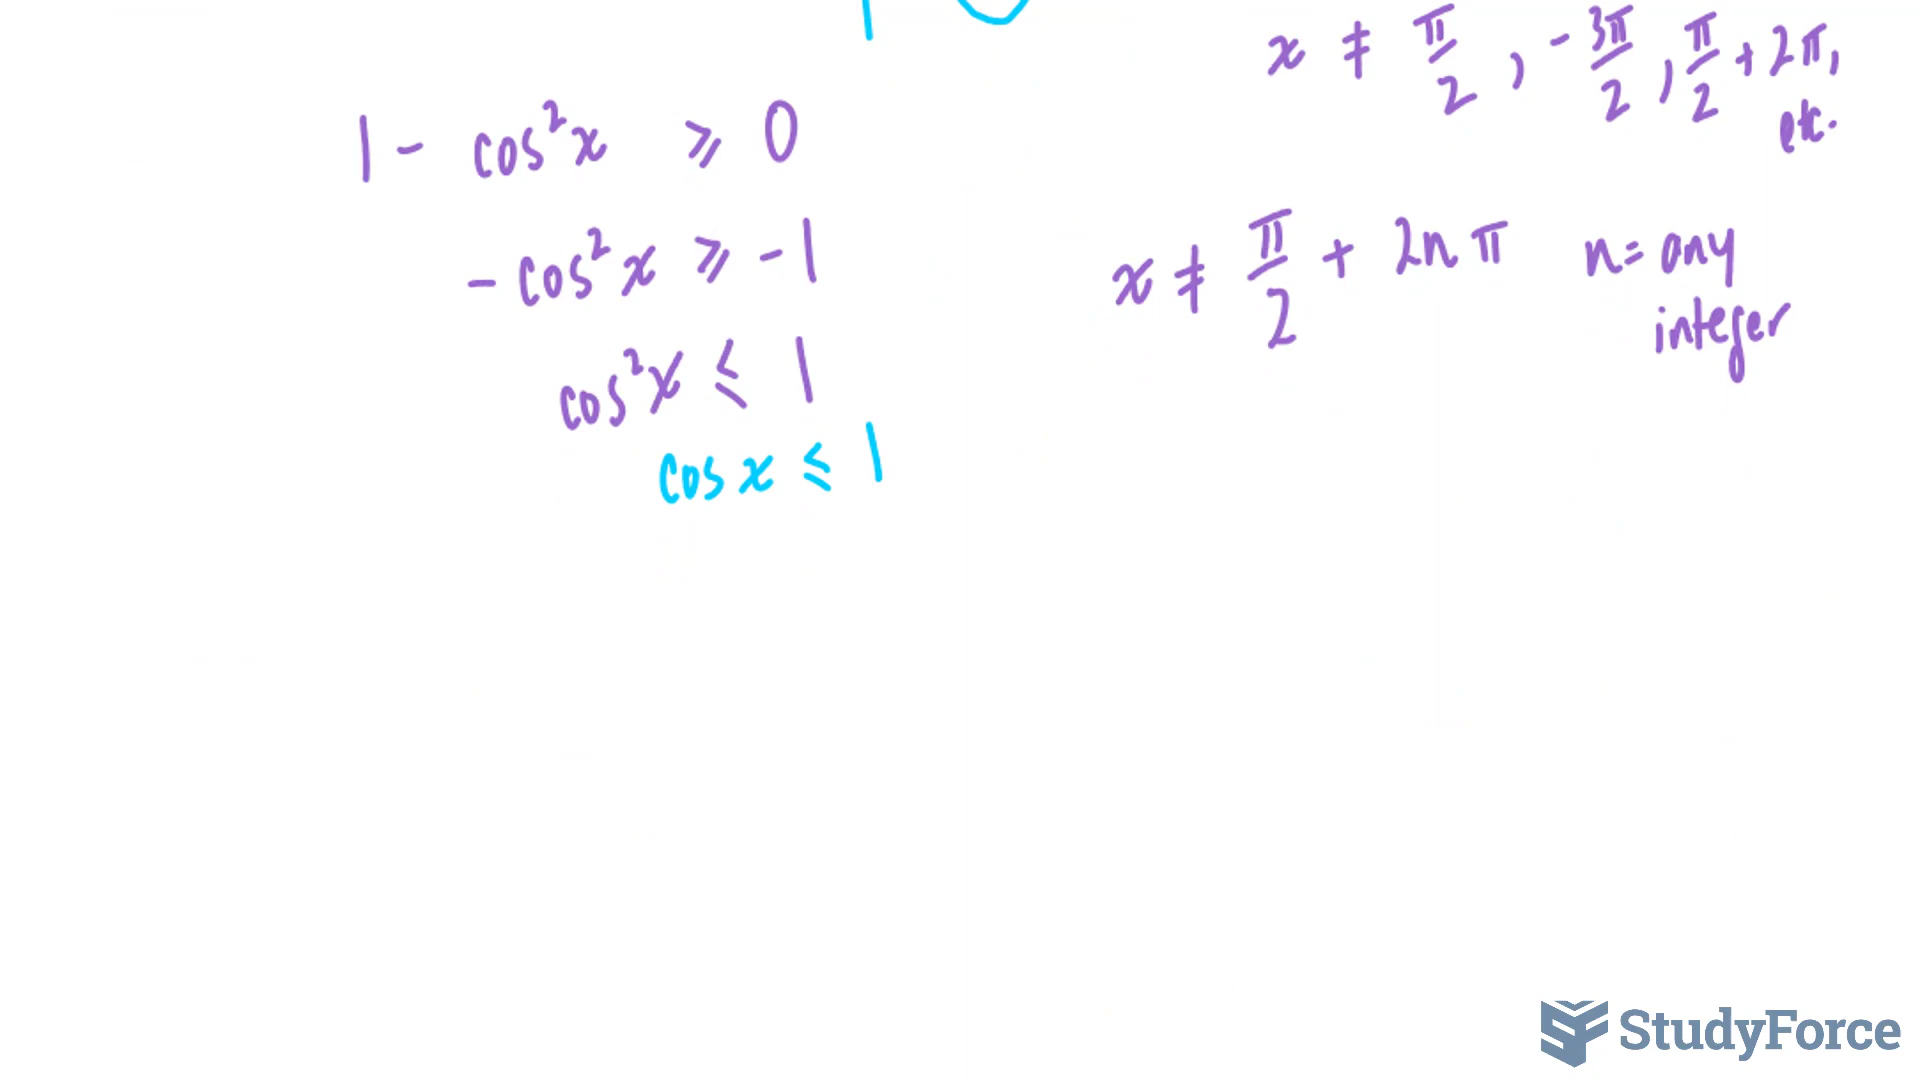 x ≠ π/2, -3π/2, π/2 + 2π,
etc.
1 - cos²x ≥ 0
- cos²x ≥ -1
cos²x ≤ 1
cos x ≤ 1
x ≠ π/2 + 2nπ n = any
integer
StudyForce